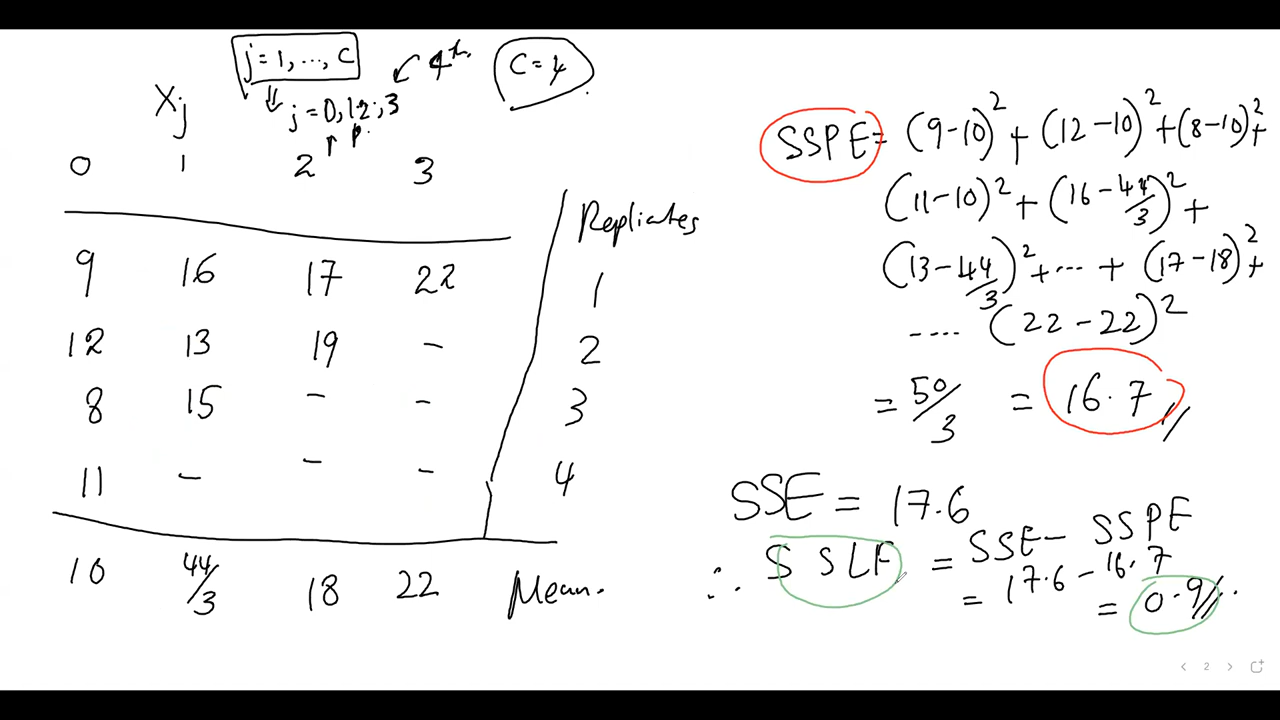 j=1, ..., C
C=4
4th
Xj
j=0,12,3
0 1 2 3
Replicates
9 16 17 22 1
12 13 19 - 2
8 15 - - 3
11 - - - 4
10 44/3 18 22 Mean.
SSPE= (9-10)² + (12-10)² + (8-10)² +
(11-10)² + (16-44/3)² +
(13-44/3)² + ... + (17-18)² +
.... (22-22)²
= 50/3 = 16.7
SSE = 17.6
∴ SSLF = SSE - SSPE
= 17.6 - 16.7
= 0.9
2